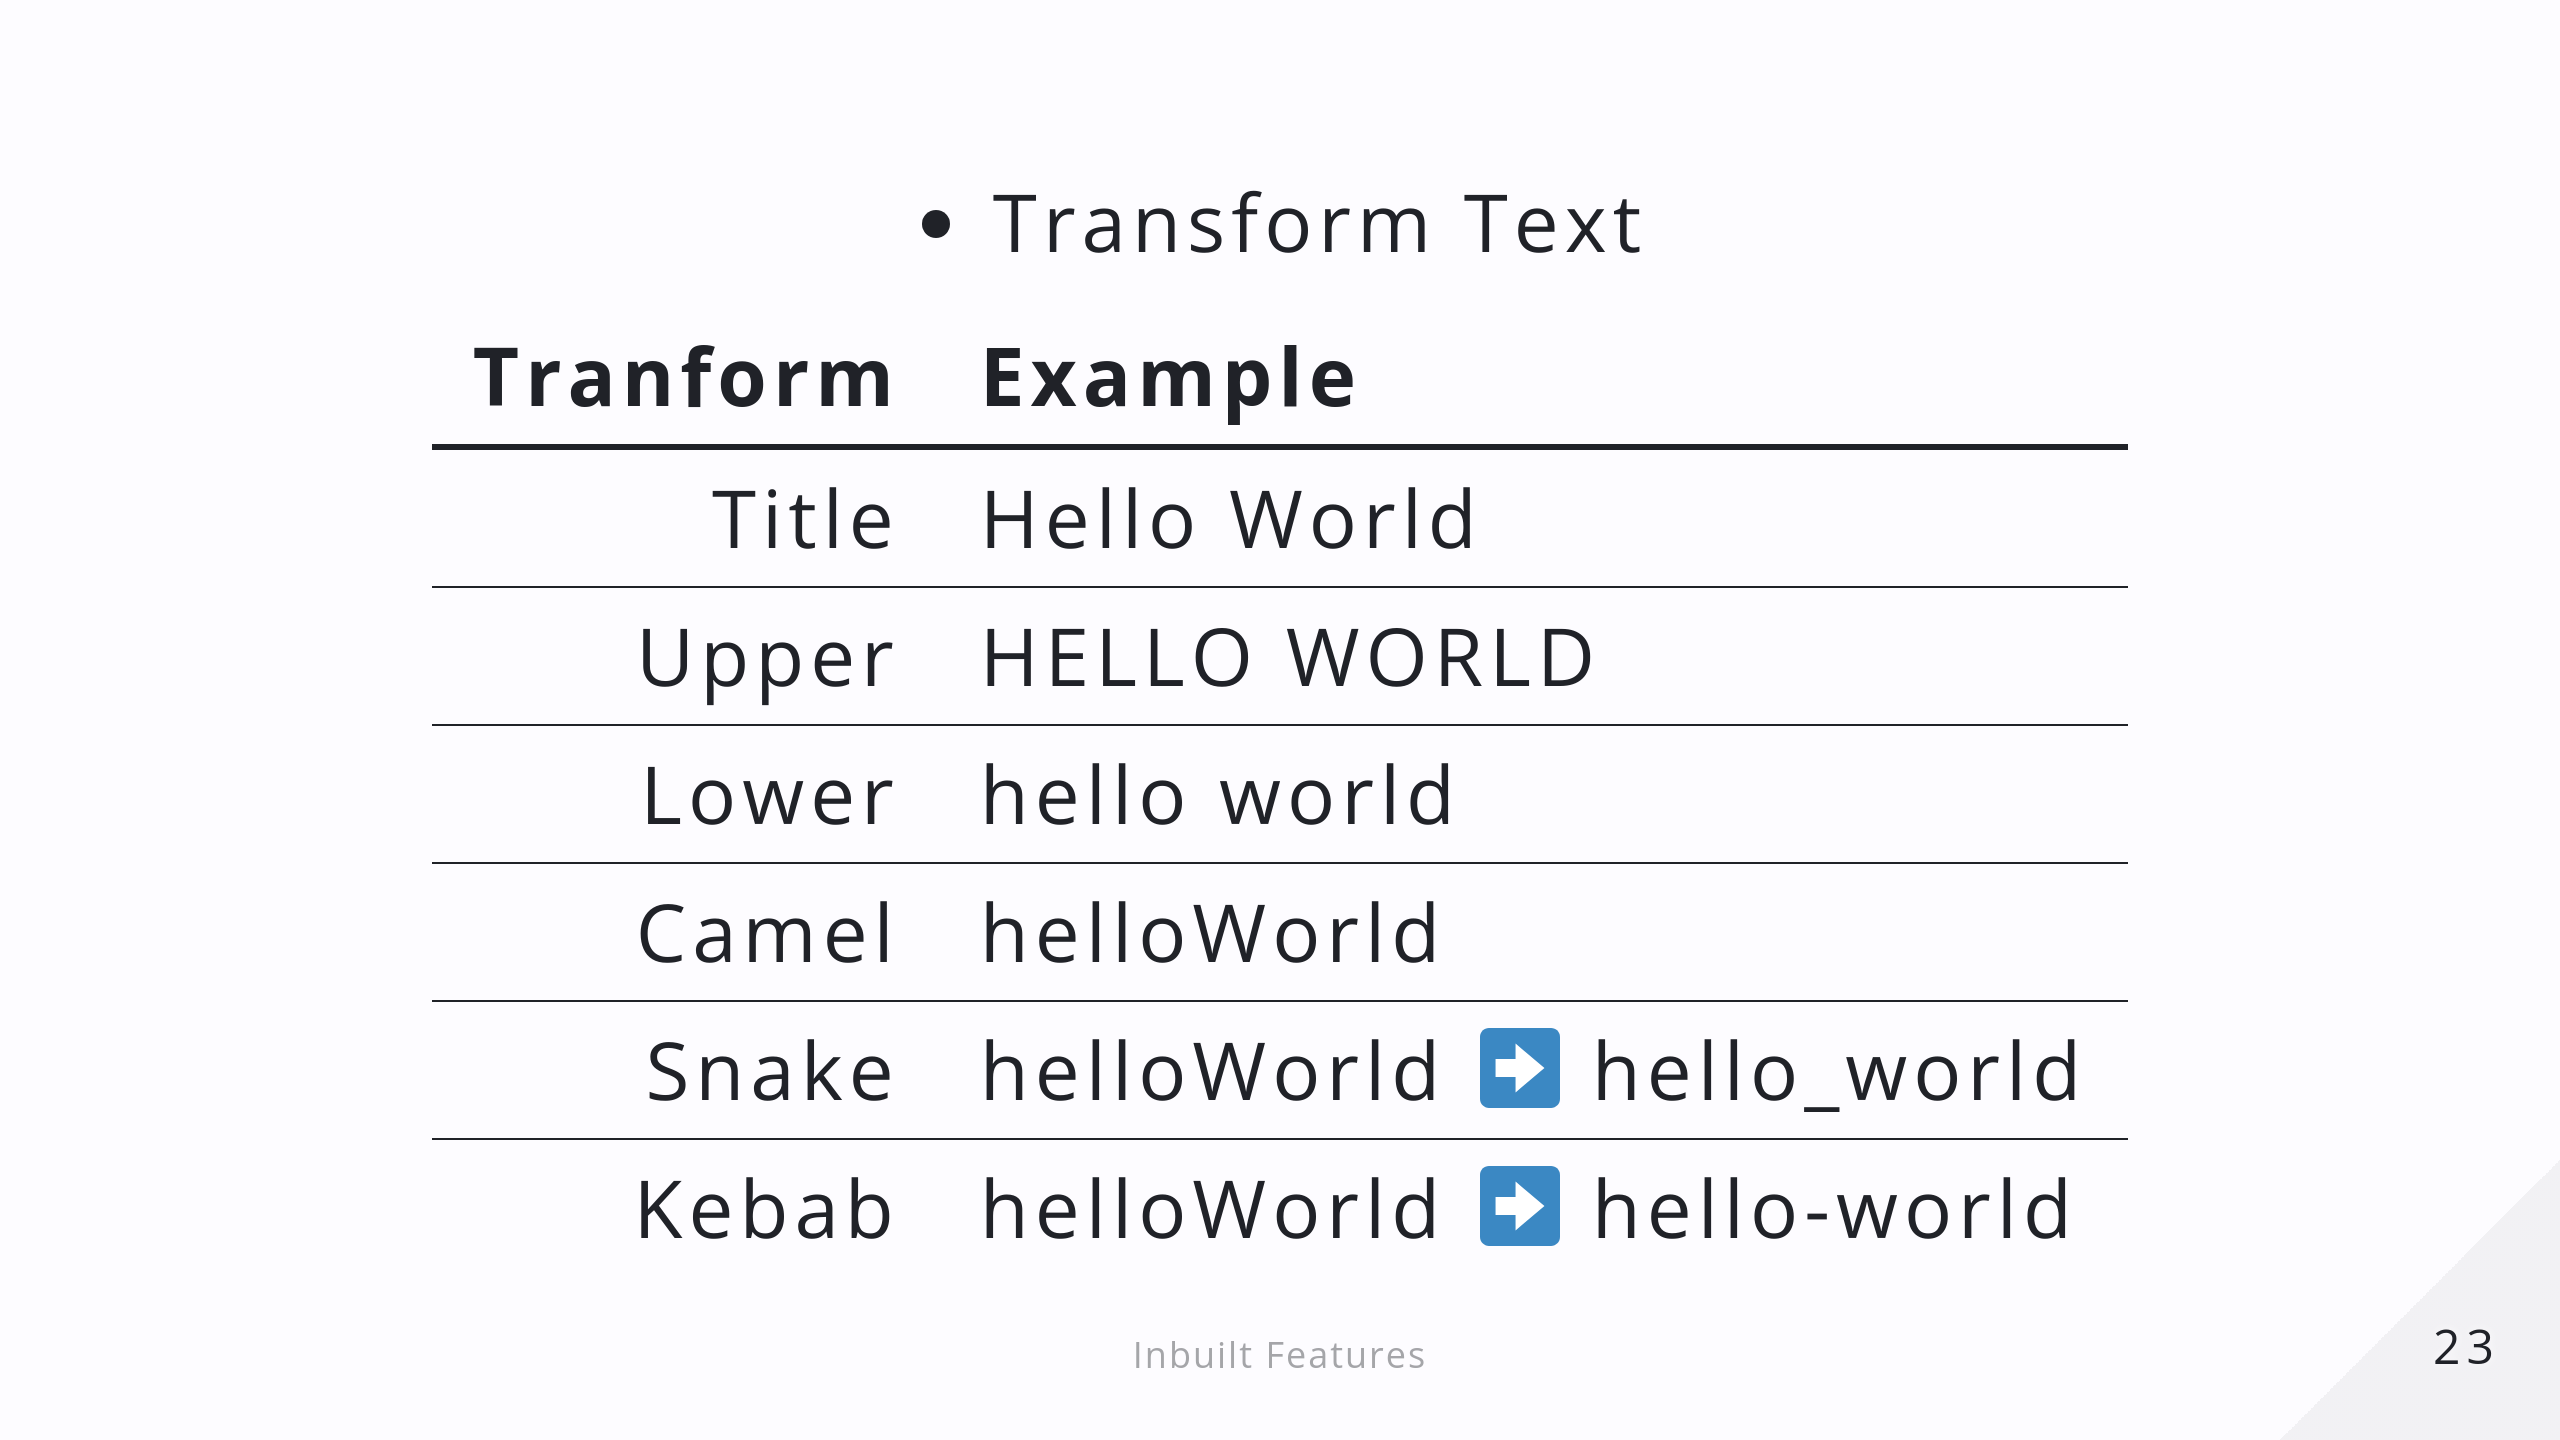 • Transform Text
Tranform Example
Title Hello World
Upper HELLO WORLD
Lower hello world
Camel helloWorld
Snake helloWorld ➡️ hello_world
Kebab helloWorld ➡️ hello-world
Inbuilt Features
23